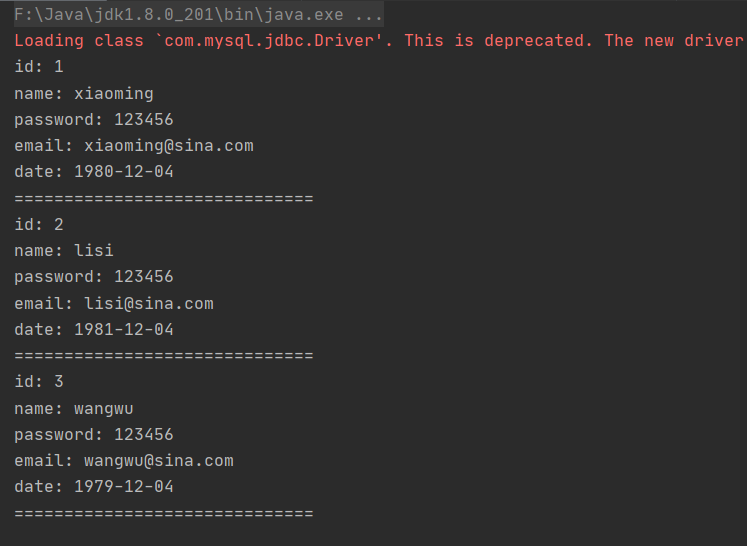 F:\Java\jdk1.8.0_201\bin\java.exe ...
Loading class `com.mysql.jdbc.Driver'. This is deprecated. The new driver
id: 1
name: xiaoming
password: 123456
email: xiaoming@sina.com
date: 1980-12-04
==============================
id: 2
name: lisi
password: 123456
email: lisi@sina.com
date: 1981-12-04
==============================
id: 3
name: wangwu
password: 123456
email: wangwu@sina.com
date: 1979-12-04
==============================